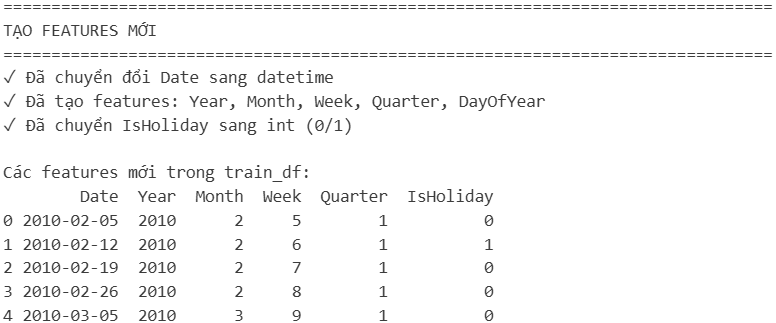 ================================================================================
TẠO FEATURES MỚI
================================================================================
✓ Đã chuyển đổi Date sang datetime
✓ Đã tạo features: Year, Month, Week, Quarter, DayOfYear
✓ Đã chuyển IsHoliday sang int (0/1)

Các features mới trong train_df:
        Date  Year  Month  Week  Quarter  IsHoliday
0 2010-02-05  2010      2     5        1          0
1 2010-02-12  2010      2     6        1          1
2 2010-02-19  2010      2     7        1          0
3 2010-02-26  2010      2     8        1          0
4 2010-03-05  2010      3     9        1          0